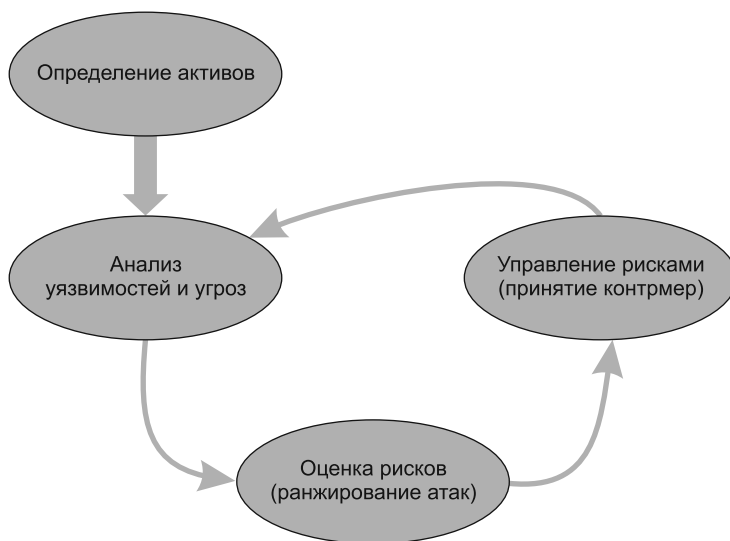 Определение активов
Анализ
уязвимостей и угроз
Управление рисками
(принятие контрмер)
Оценка рисков
(ранжирование атак)